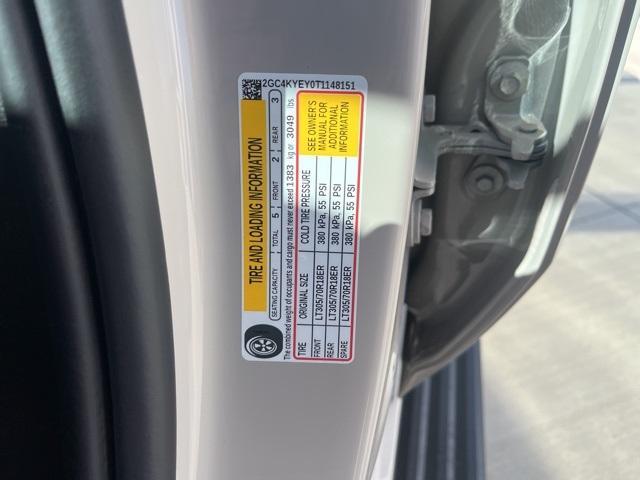 2GC4KYEY0T1148151
TIRE AND LOADING INFORMATION
SEATING CAPACITY TOTAL 5 FRONT 2 REAR 3
The combined weight of occupants and cargo must never exceed 1383 kg or 3049 lbs
TIRE ORIGINAL SIZE COLD TIRE PRESSURE
FRONT LT305/70R18ER 380 kPa, 55 PSI
REAR LT305/70R18ER 380 kPa, 55 PSI
SPARE LT305/70R18ER 380 kPa, 55 PSI
SEE OWNER'S
MANUAL FOR
ADDITIONAL
INFORMATION